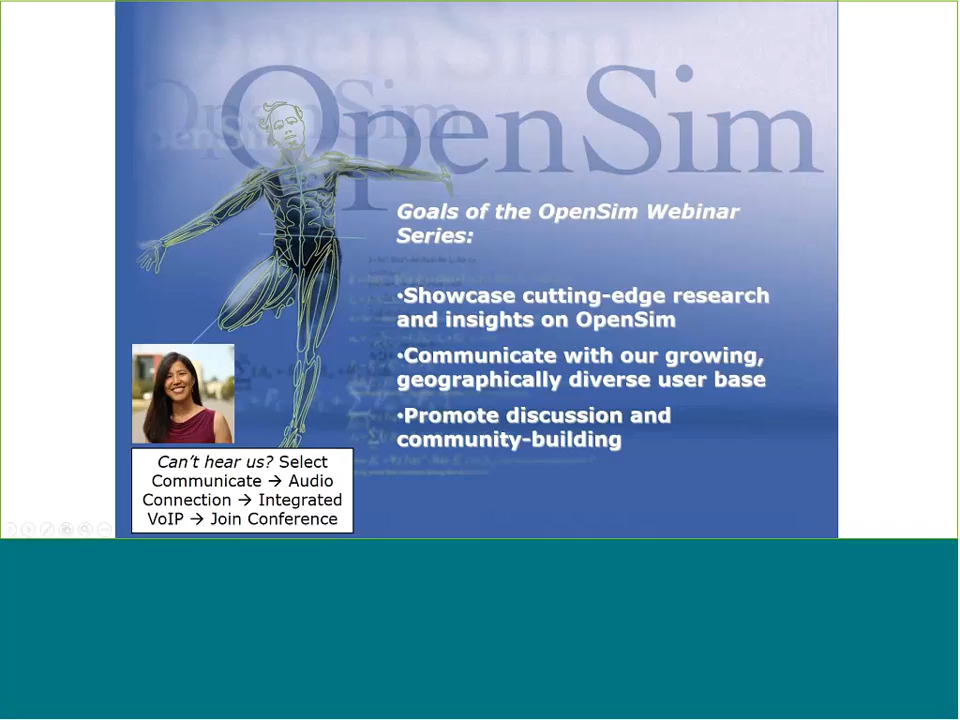 OpenSim
Goals of the OpenSim Webinar
Series:
•Showcase cutting-edge research
and insights on OpenSim
•Communicate with our growing,
geographically diverse user base
•Promote discussion and
community-building
Can't hear us? Select
Communicate → Audio
Connection → Integrated
VoIP → Join Conference